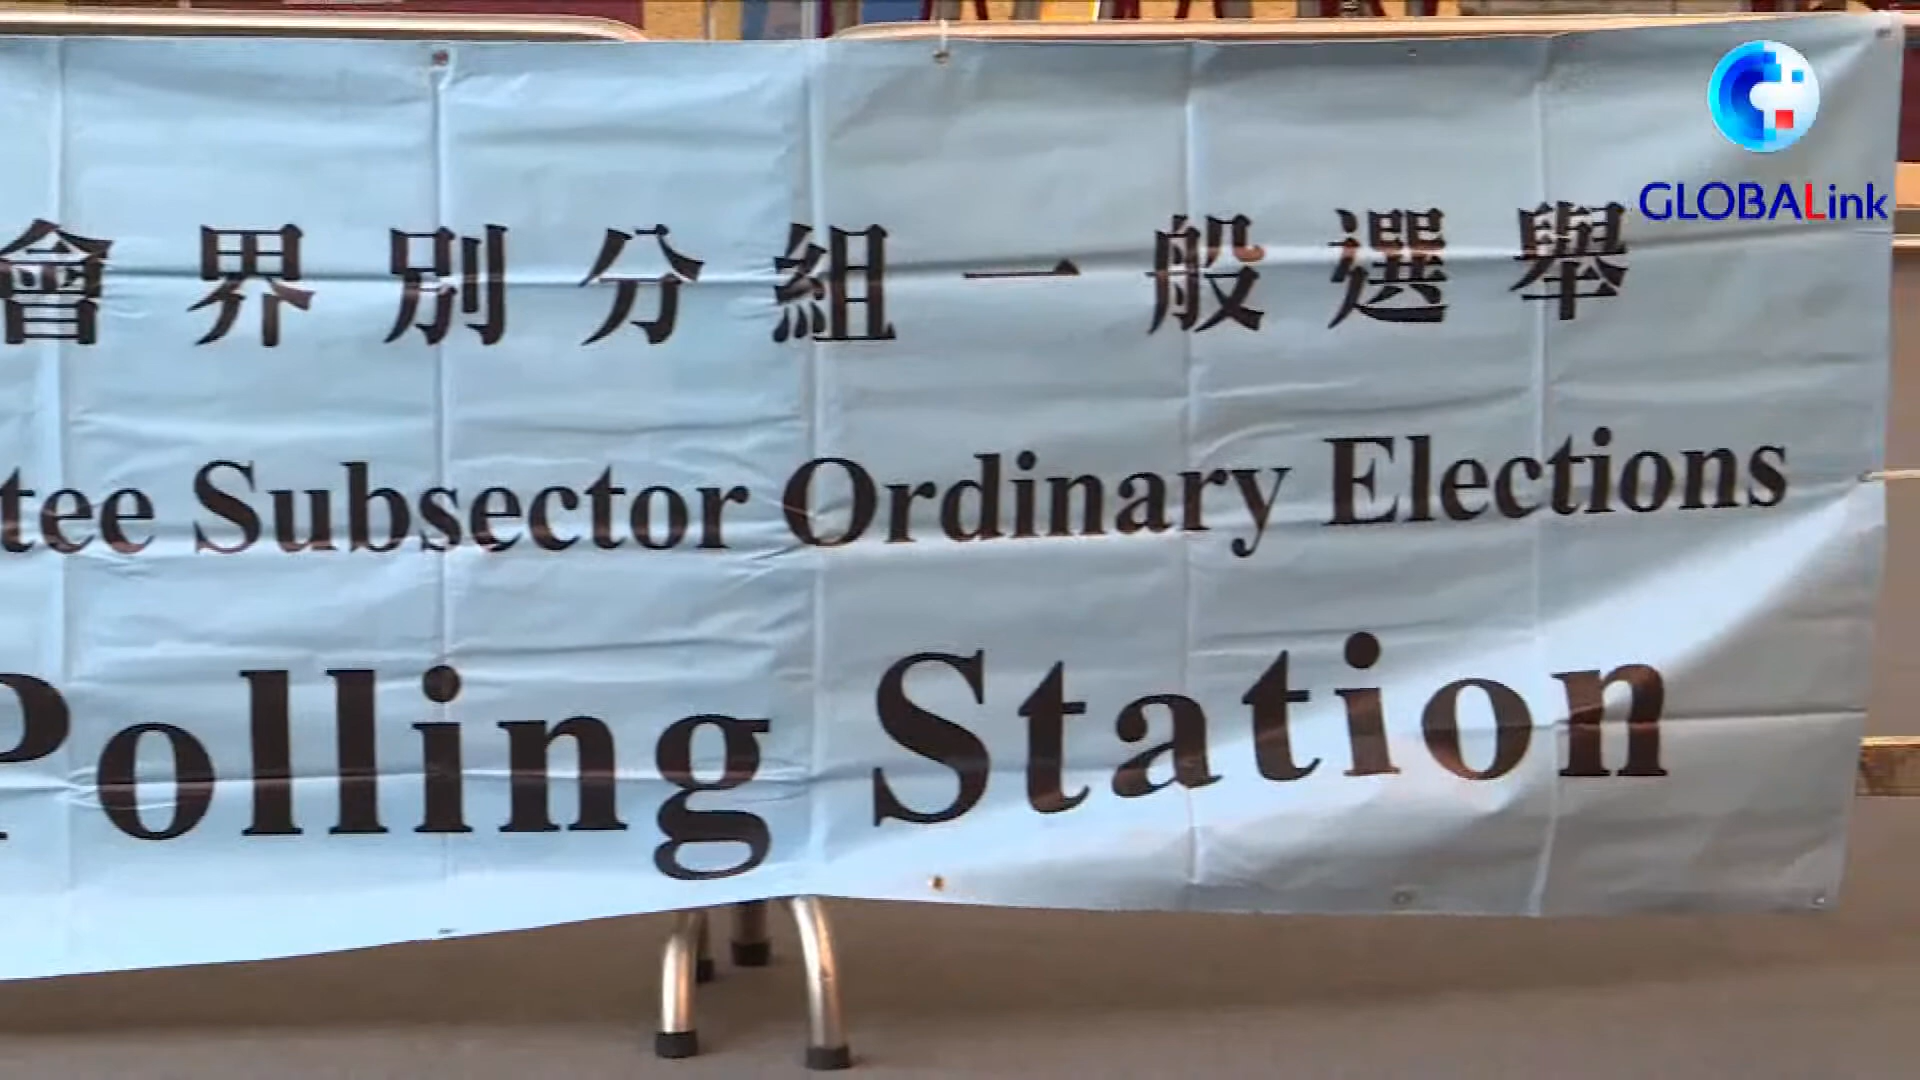 會界別分組一般選舉
tee Subsector Ordinary Elections
Polling Station
GLOBALink